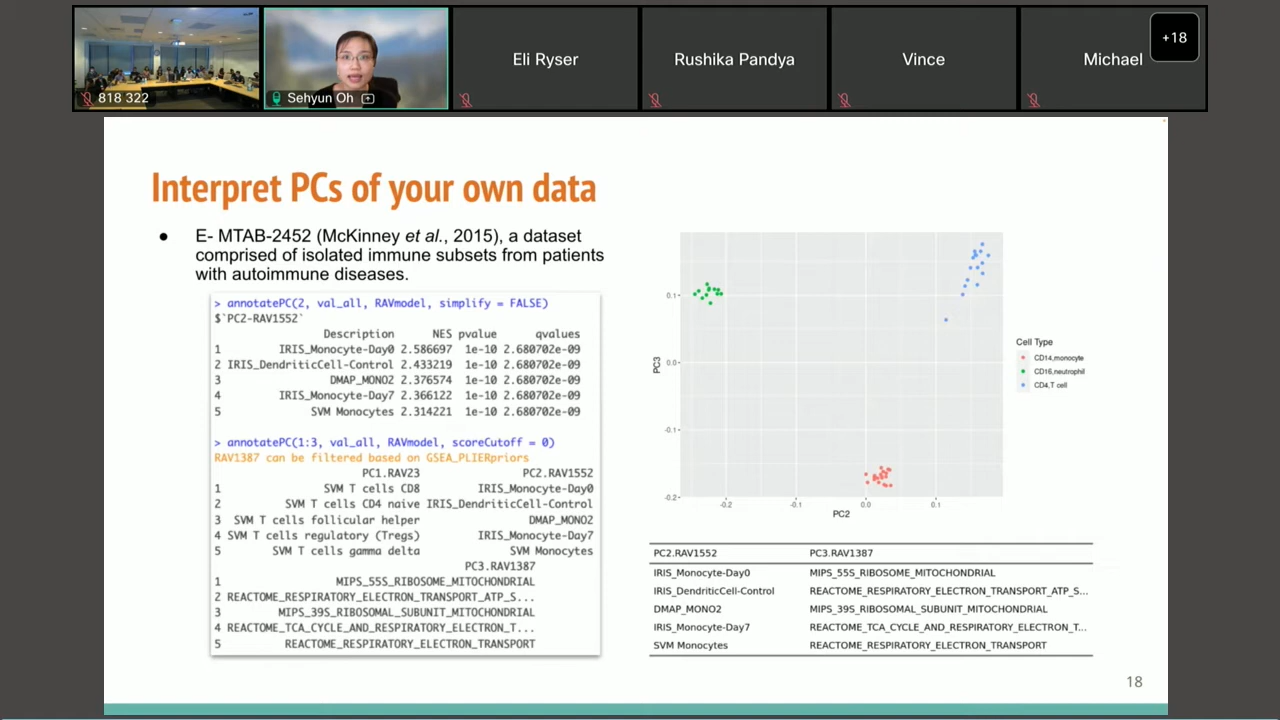 818 322
Sehyun Oh
Eli Ryser
Rushika Pandya
Vince
Michael
+18
Interpret PCs of your own data
● E- MTAB-2452 (McKinney et al., 2015), a dataset
comprised of isolated immune subsets from patients
with autoimmune diseases.
> annotatePC(2, val_all, RAVmodel, simplify = FALSE)
$`PC2-RAV1552`
Description NES pvalue qvalues
1 IRIS_Monocyte-Day0 2.586697 1e-10 2.680702e-09
2 IRIS_DendriticCell-Control 2.433219 1e-10 2.680702e-09
3 DMAP_MONO2 2.376574 1e-10 2.680702e-09
4 IRIS_Monocyte-Day7 2.366122 1e-10 2.680702e-09
5 SVM Monocytes 2.314221 1e-10 2.680702e-09
> annotatePC(1:3, val_all, RAVmodel, scoreCutoff = 0)
RAV1387 can be filtered based on GSEA_PLIERpriors
PC1.RAV23 PC2.RAV1552
1 SVM T cells CD8 IRIS_Monocyte-Day0
2 SVM T cells CD4 naive IRIS_DendriticCell-Control
3 SVM T cells follicular helper DMAP_MONO2
4 SVM T cells regulatory (Tregs) IRIS_Monocyte-Day7
5 SVM T cells gamma delta SVM Monocytes
PC3.RAV1387
1 MIPS_55S_RIBOSOME_MITOCHONDRIAL
2 REACTOME_RESPIRATORY_ELECTRON_TRANSPORT_ATP_S...
3 MIPS_39S_RIBOSOMAL_SUBUNIT_MITOCHONDRIAL
4 REACTOME_TCA_CYCLE_AND_RESPIRATORY_ELECTRON_T...
5 REACTOME_RESPIRATORY_ELECTRON_TRANSPORT
0.1
0.0
-0.1
-0.2
PC3
-0.2 -0.1 0.0 0.1
PC2
Cell Type
CD14,monocyte
CD16,neutrophil
CD4,T cell
PC2.RAV1552 PC3.RAV1387
IRIS_Monocyte-Day0 MIPS_55S_RIBOSOME_MITOCHONDRIAL
IRIS_DendriticCell-Control REACTOME_RESPIRATORY_ELECTRON_TRANSPORT_ATP_S...
DMAP_MONO2 MIPS_39S_RIBOSOMAL_SUBUNIT_MITOCHONDRIAL
IRIS_Monocyte-Day7 REACTOME_TCA_CYCLE_AND_RESPIRATORY_ELECTRON_T...
SVM Monocytes REACTOME_RESPIRATORY_ELECTRON_TRANSPORT
18